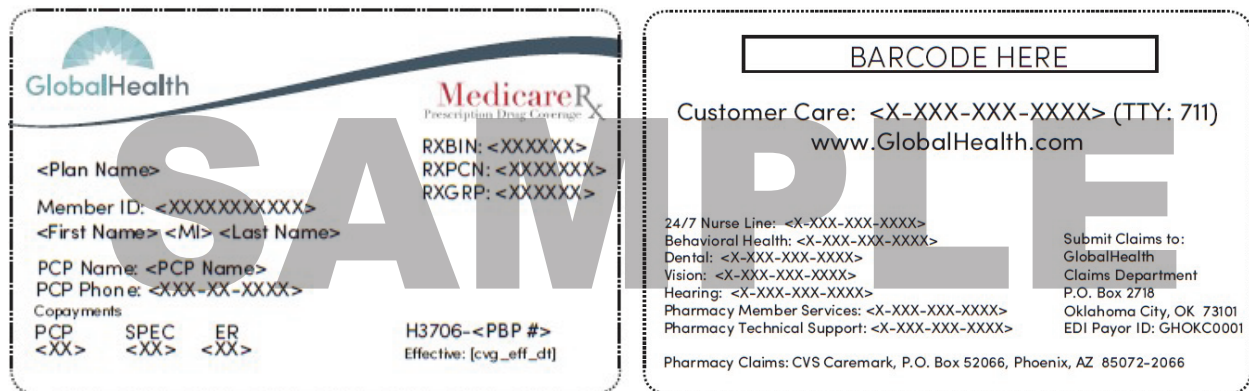 GlobalHealth
MedicareRx
Prescription Drug Coverage
RXBIN: <XXXXXX>
RXPCN: <XXXXXXX>
RXGRP: <XXXXXX>
<Plan Name>
Member ID: <XXXXXXXXXXX>
<First Name> <MI> <Last Name>
PCP Name: <PCP Name>
PCP Phone: <XXX-XX-XXXX>
Copayments
PCP SPEC ER
<XX> <XX> <XX>
H3706-<PBP #>
Effective: [cvg_eff_dt]
SAMPLE
BARCODE HERE
Customer Care: <X-XXX-XXX-XXXX> (TTY: 711)
www.GlobalHealth.com
24/7 Nurse Line: <X-XXX-XXX-XXXX>
Behavioral Health: <X-XXX-XXX-XXXX>
Dental: <X-XXX-XXX-XXXX>
Vision: <X-XXX-XXX-XXXX>
Hearing: <X-XXX-XXX-XXXX>
Pharmacy Member Services: <X-XXX-XXX-XXXX>
Pharmacy Technical Support: <X-XXX-XXX-XXXX>
Submit Claims to:
GlobalHealth
Claims Department
P.O. Box 2718
Oklahoma City, OK 73101
EDI Payor ID: GHOKC0001
Pharmacy Claims: CVS Caremark, P.O. Box 52066, Phoenix, AZ 85072-2066